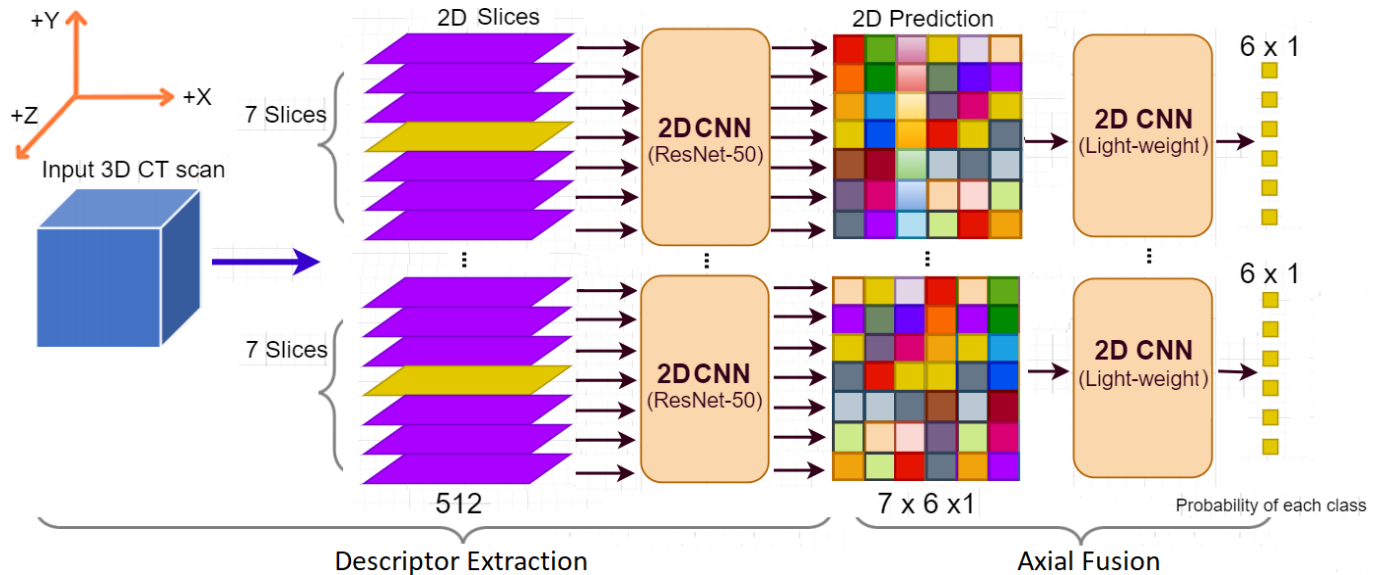 +Y
+X
+Z
Input 3D CT scan
2D Slices
7 Slices
2D CNN
(ResNet-50)
2D Prediction
2D CNN
(Light-weight)
6 x 1
...
...
...
7 Slices
2D CNN
(ResNet-50)
2D CNN
(Light-weight)
6 x 1
512
7 x 6 x1
Probability of each class
Descriptor Extraction
Axial Fusion